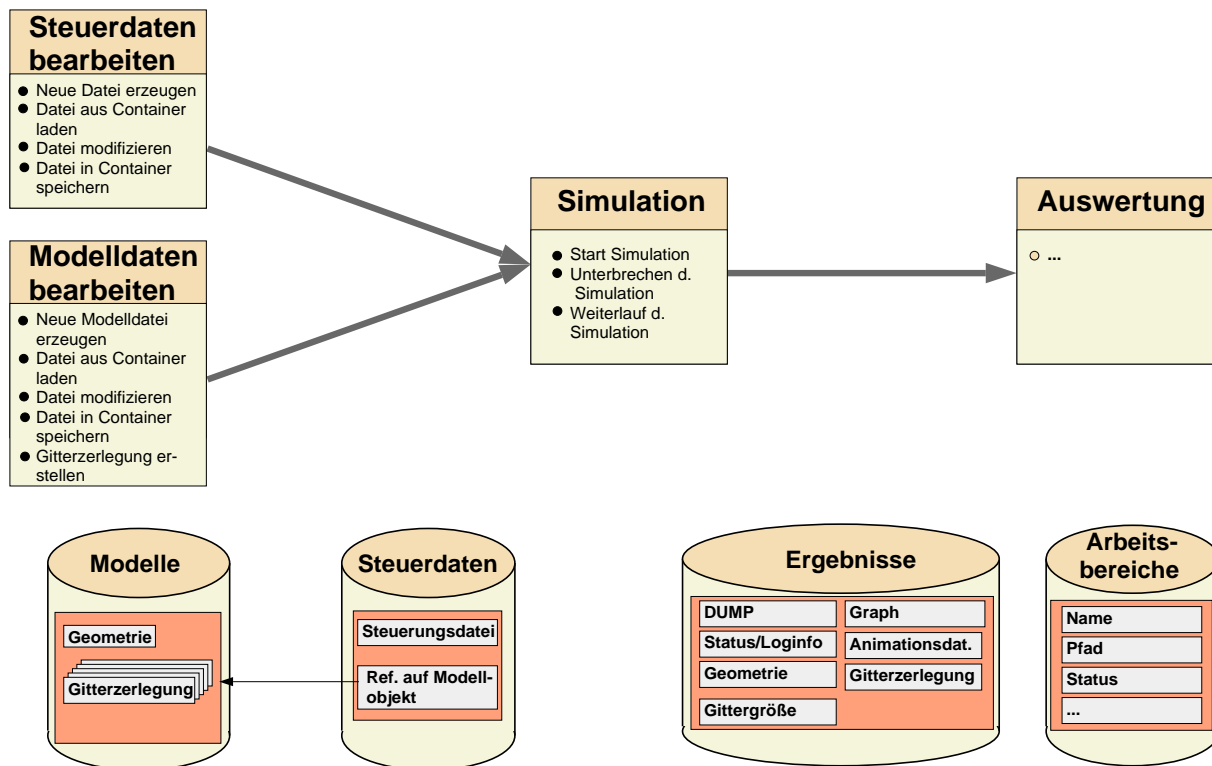 Steuerdaten
bearbeiten
Neue Datei erzeugen
Datei aus Container
laden
Datei modifizieren
Datei in Container
speichern
Modelldaten
bearbeiten
Neue Modelldatei
erzeugen
Datei aus Container
laden
Datei modifizieren
Datei in Container
speichern
Gitterzerlegung er-
stellen
Simulation
Start Simulation
Unterbrechen d.
Simulation
Weiterlauf d.
Simulation
Auswertung
...
Modelle
Geometrie
Gitterzerlegung
Steuerdaten
Steuerungsdatei
Ref. auf Modell-
objekt
Ergebnisse
DUMP
Status/Loginfo
Geometrie
Gittergröße
Graph
Animationsdat.
Gitterzerlegung
Arbeits-
bereiche
Name
Pfad
Status
...